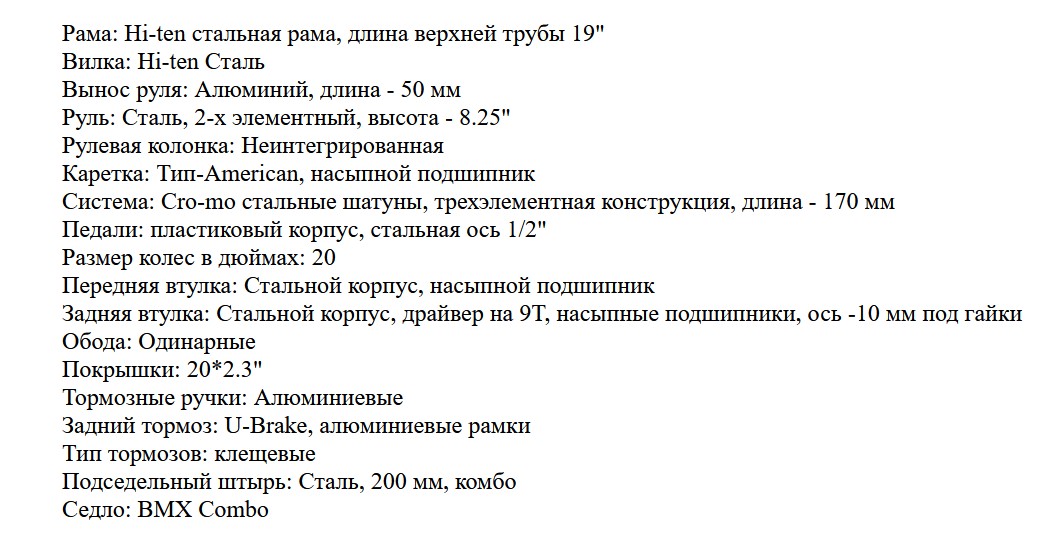 Рама: Hi-ten стальная рама, длина верхней трубы 19"
Вилка: Hi-ten Сталь
Вынос руля: Алюминий, длина - 50 мм
Руль: Сталь, 2-х элементный, высота - 8.25"
Рулевая колонка: Неинтегрированная
Каретка: Тип-American, насыпной подшипник
Система: Cro-mo стальные шатуны, трехэлементная конструкция, длина - 170 мм
Педали: пластиковый корпус, стальная ось 1/2"
Размер колес в дюймах: 20
Передняя втулка: Стальной корпус, насыпной подшипник
Задняя втулка: Стальной корпус, драйвер на 9T, насыпные подшипники, ось -10 мм под гайки
Обода: Одинарные
Покрышки: 20*2.3"
Тормозные ручки: Алюминиевые
Задний тормоз: U-Brake, алюминиевые рамки
Тип тормозов: клещевые
Подседельный штырь: Сталь, 200 мм, комбо
Седло: BMX Combo